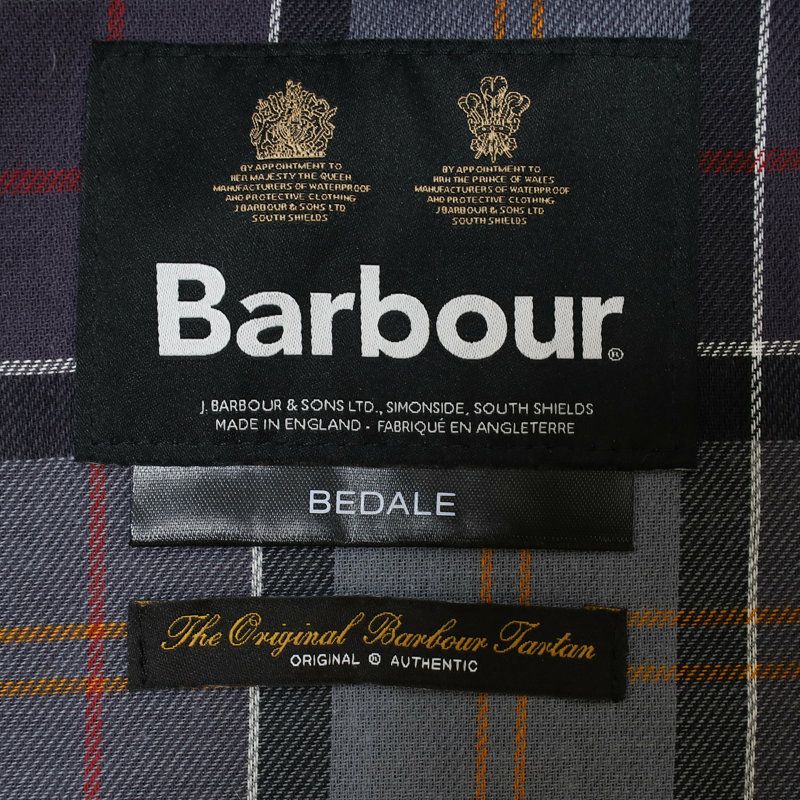 BY APPOINTMENT TO
HER MAJESTY THE QUEEN
MANUFACTURERS OF WATERPROOF
AND PROTECTIVE CLOTHING
J BARBOUR & SONS LTD
SOUTH SHIELDS
BY APPOINTMENT TO
HRH THE PRINCE OF WALES
MANUFACTURERS OF WATERPROOF
AND PROTECTIVE CLOTHING
J BARBOUR & SONS LTD
SOUTH SHIELDS
Barbour®
J. BARBOUR & SONS LTD., SIMONSIDE, SOUTH SHIELDS
MADE IN ENGLAND - FABRIQUÉ EN ANGLETERRE
BEDALE
The Original Barbour Tartan
ORIGINAL ® AUTHENTIC